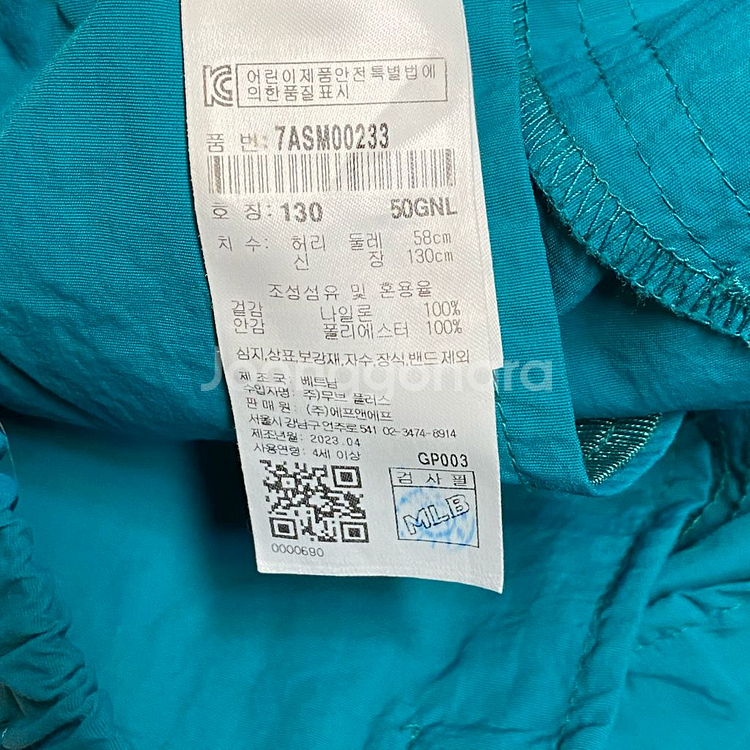 어린이제품안전특별법에
의한품질표시
품 번: 7ASM00233
호 칭: 130 50GNL
치 수: 허리 둘레 58cm
신 장 130cm
조성섬유 및 혼용율
겉감 나일론 100%
안감 폴리에스터 100%
심지,상표,보강재,자수,장식,밴드 제외
Joonggonara
제 조 국: 베트남
수입자명: (주)무브 플러스
판 매 원: (주)에프앤에프
서울시 강남구 언주로 541 02-3474-8914
제조년월: 2023.04
사용연령: 4세 이상
GP003
검 사 필
MLB
0000690